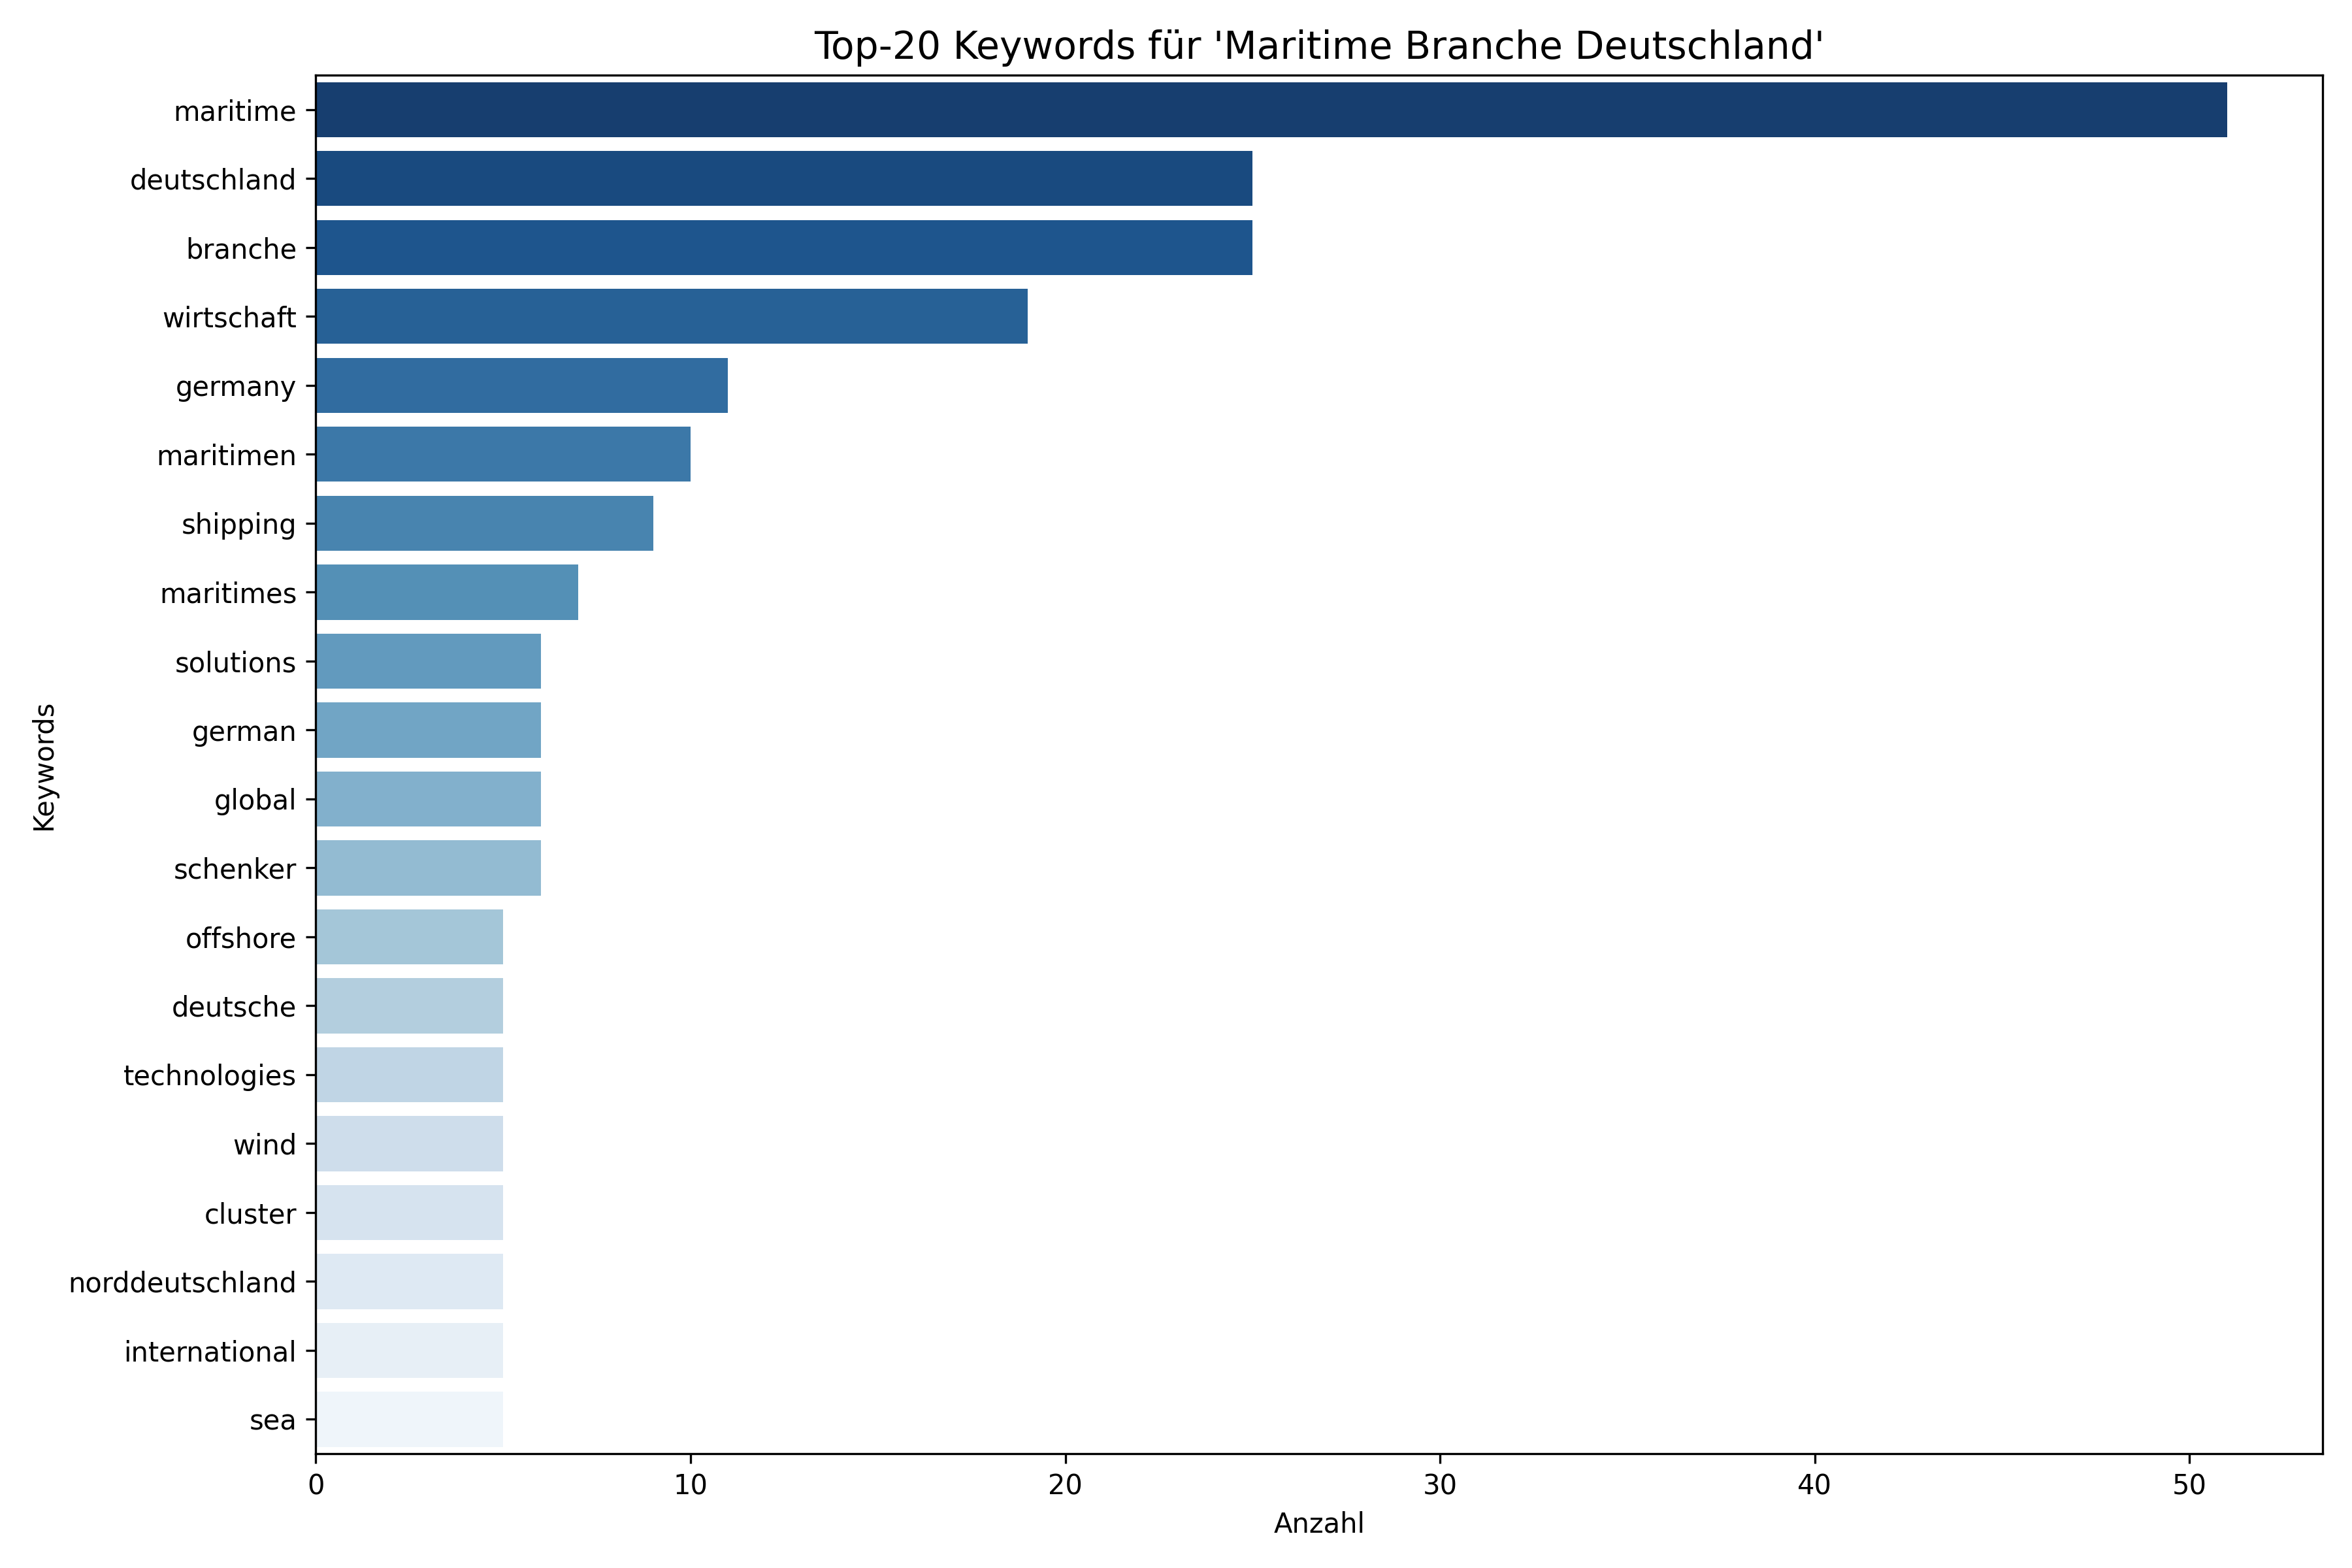 Top-20 Keywords für 'Maritime Branche Deutschland'
maritime
deutschland
branche
wirtschaft
germany
maritimen
shipping
maritimes
solutions
german
global
schenker
offshore
deutsche
technologies
wind
cluster
norddeutschland
international
sea
Keywords
0 10 20 30 40 50
Anzahl